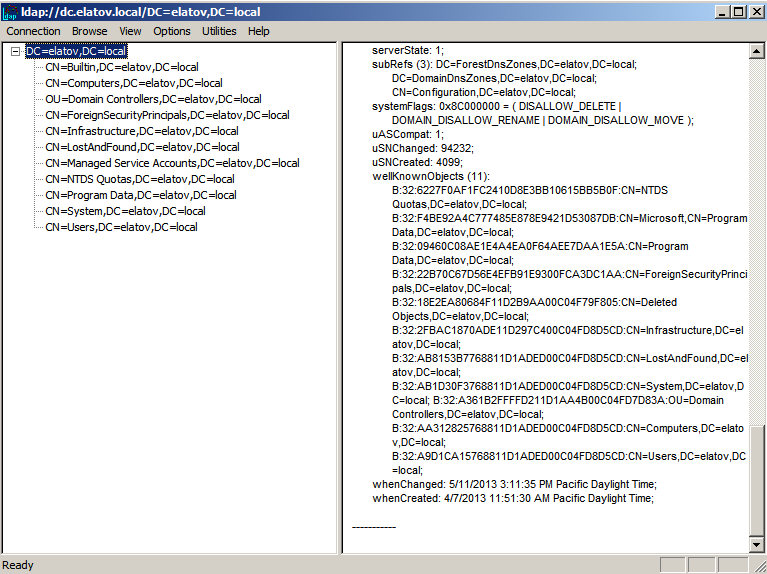 ldap://dc.elatov.local/DC=elatov,DC=local
Connection Browse View Options Utilities Help
DC=elatov,DC=local
CN=Builtin,DC=elatov,DC=local
CN=Computers,DC=elatov,DC=local
OU=Domain Controllers,DC=elatov,DC=local
CN=ForeignSecurityPrincipals,DC=elatov,DC=local
CN=Infrastructure,DC=elatov,DC=local
CN=LostAndFound,DC=elatov,DC=local
CN=Managed Service Accounts,DC=elatov,DC=local
CN=NTDS Quotas,DC=elatov,DC=local
CN=Program Data,DC=elatov,DC=local
CN=System,DC=elatov,DC=local
CN=Users,DC=elatov,DC=local
serverState: 1;
subRefs (3): DC=ForestDnsZones,DC=elatov,DC=local;
DC=DomainDnsZones,DC=elatov,DC=local;
CN=Configuration,DC=elatov,DC=local;
systemFlags: 0x8C000000 = ( DISALLOW_DELETE |
DOMAIN_DISALLOW_RENAME | DOMAIN_DISALLOW_MOVE );
uASCompat: 1;
uSNChanged: 94232;
uSNCreated: 4099;
wellKnownObjects (11):
B:32:6227F0AF1FC2410D8E3BB10615BB5B0F:CN=NTDS
Quotas,DC=elatov,DC=local;
B:32:F4BE92A4C777485E878E9421D53087DB:CN=Microsoft,CN=Program
Data,DC=elatov,DC=local;
B:32:09460C08AE1E4A4EA0F64AEE7DAA1E5A:CN=Program
Data,DC=elatov,DC=local;
B:32:22B70C67D56E4EFB91E9300FCA3DC1AA:CN=ForeignSecurityPrinci
pals,DC=elatov,DC=local;
B:32:18E2EA80684F11D2B9AA00C04F79F805:CN=Deleted
Objects,DC=elatov,DC=local;
B:32:2FBAC1870ADE11D297C400C04FD8D5CD:CN=Infrastructure,DC=el
atov,DC=local;
B:32:AB8153B7768811D1ADED00C04FD8D5CD:CN=LostAndFound,DC=el
atov,DC=local;
B:32:AB1D30F3768811D1ADED00C04FD8D5CD:CN=System,DC=elatov,D
C=local; B:32:A361B2FFFFD211D1AA4B00C04FD7D83A:OU=Domain
Controllers,DC=elatov,DC=local;
B:32:AA312825768811D1ADED00C04FD8D5CD:CN=Computers,DC=elato
v,DC=local;
B:32:A9D1CA15768811D1ADED00C04FD8D5CD:CN=Users,DC=elatov,DC
=local;
whenChanged: 5/11/2013 3:11:35 PM Pacific Daylight Time;
whenCreated: 4/7/2013 11:51:30 AM Pacific Daylight Time;
-----------
Ready